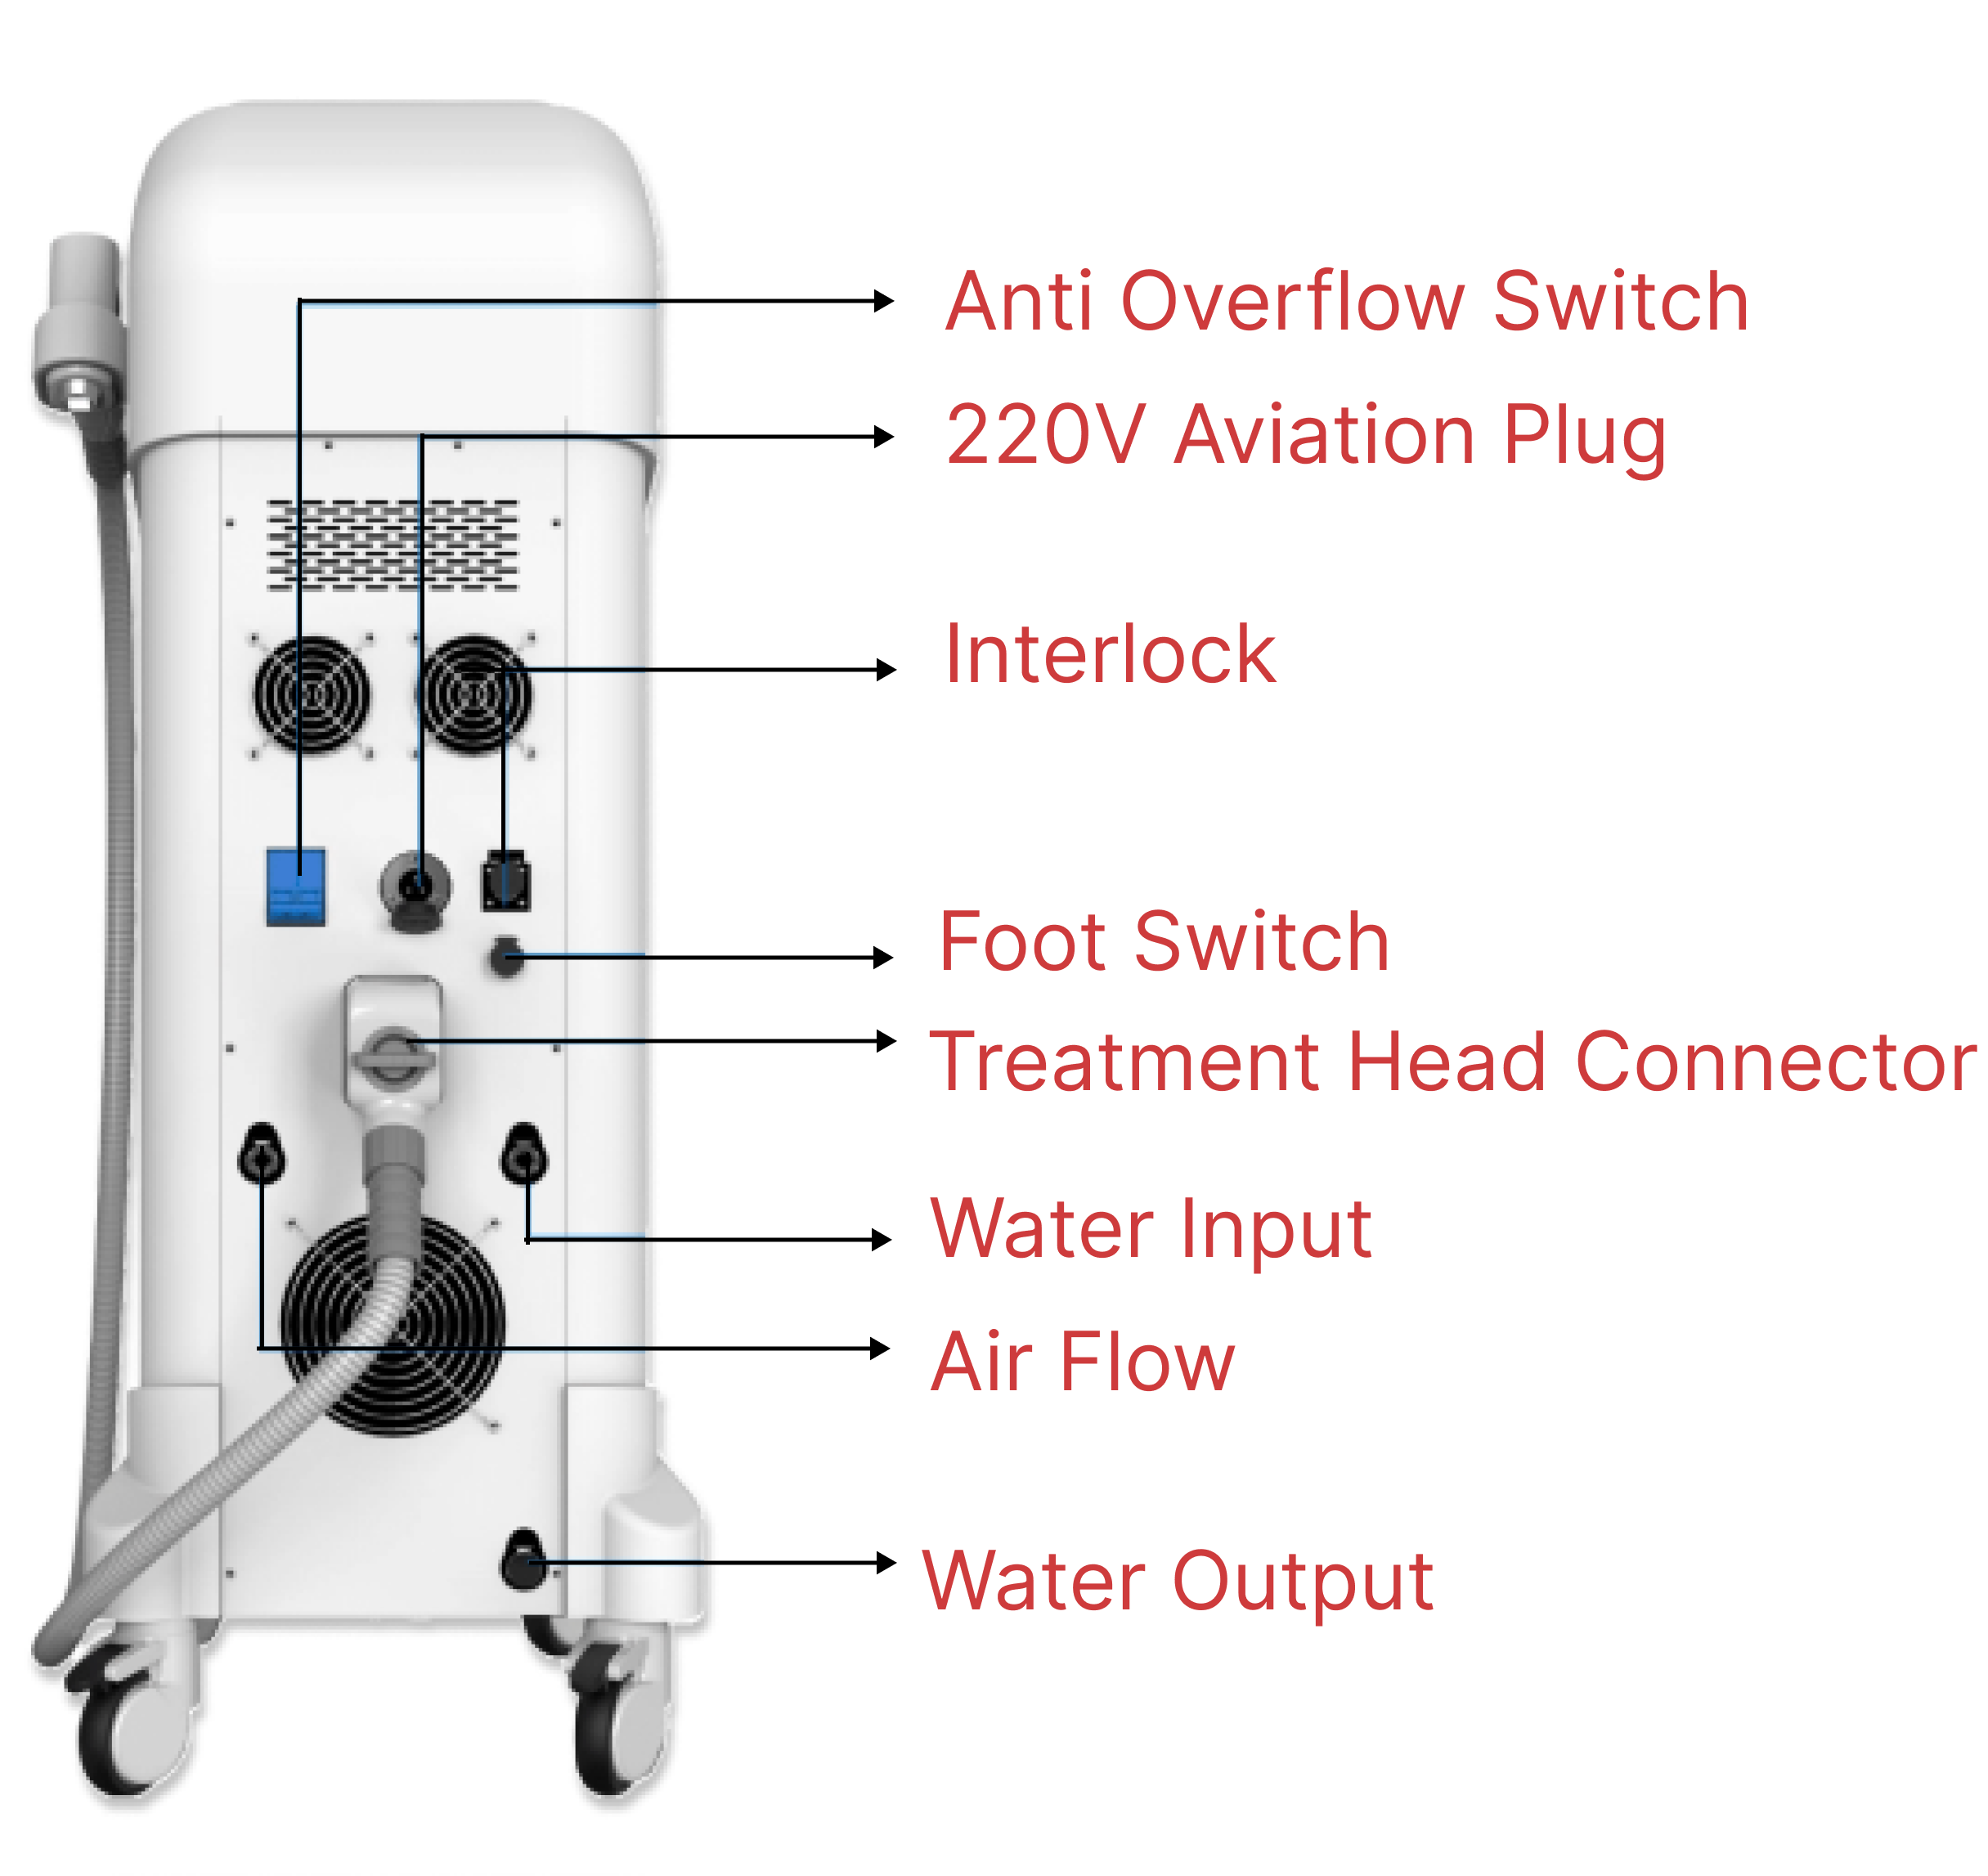 Anti Overflow Switch
220V Aviation Plug
Interlock
Foot Switch
Treatment Head Connector
Water Input
Air Flow
Water Output